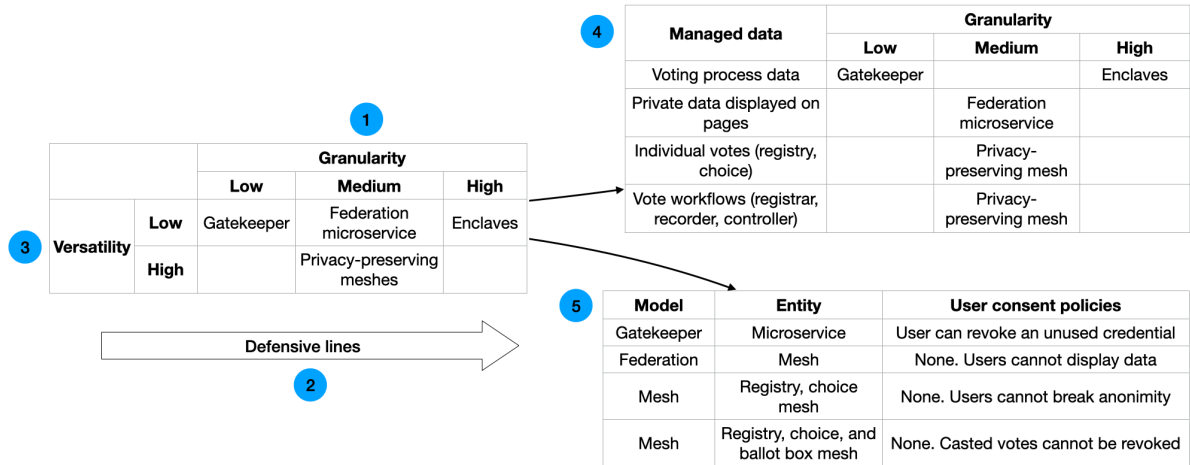 1
Granularity
Low Medium High
Versatility
Low Gatekeeper Federation microservice Enclaves
High Privacy-preserving meshes
3
Defensive lines
2
4
Managed data Granularity
Low Medium High
Voting process data Gatekeeper Enclaves
Private data displayed on pages Federation microservice
Individual votes (registry, choice) Privacy-preserving mesh
Vote workflows (registrar, recorder, controller) Privacy-preserving mesh
5
Model Entity User consent policies
Gatekeeper Microservice User can revoke an unused credential
Federation Mesh None. Users cannot display data
Mesh Registry, choice mesh None. Users cannot break anonimity
Mesh Registry, choice, and ballot box mesh None. Casted votes cannot be revoked